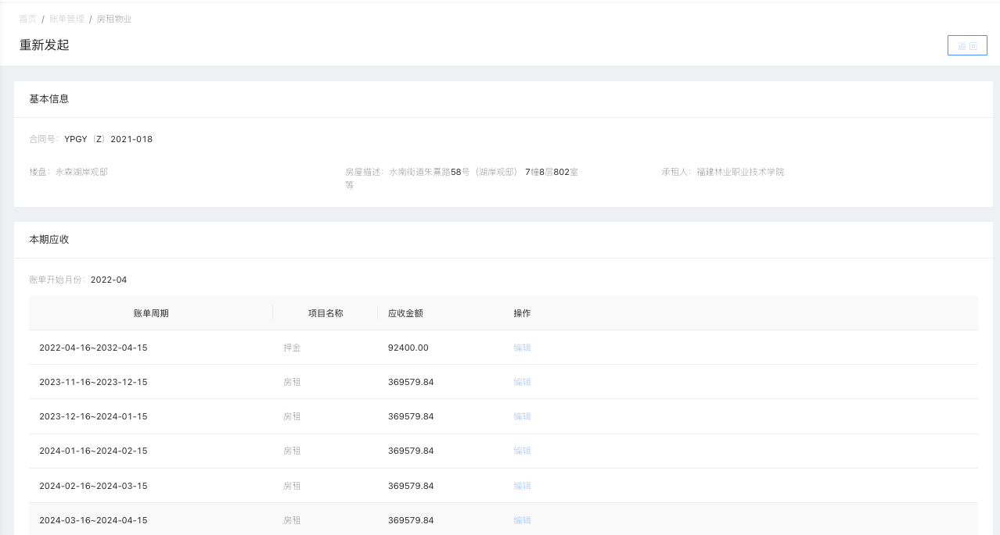 首页 / 账单管理 / 房租物业
重新发起
返 回
基本信息
合同号：YPGY（Z）2021-018
楼盘：永森湖岸观邸 房屋描述：水南街道朱熹路58号（湖岸观邸） 7幢8层802室 承租人：福建林业职业技术学院
等
本期应收
账单开始月份：2022-04
账单周期 项目名称 应收金额 操作
2022-04-16~2032-04-15 押金 92400.00 编辑
2023-11-16~2023-12-15 房租 369579.84 编辑
2023-12-16~2024-01-15 房租 369579.84 编辑
2024-01-16~2024-02-15 房租 369579.84 编辑
2024-02-16~2024-03-15 房租 369579.84 编辑
2024-03-16~2024-04-15 房租 369579.84 编辑